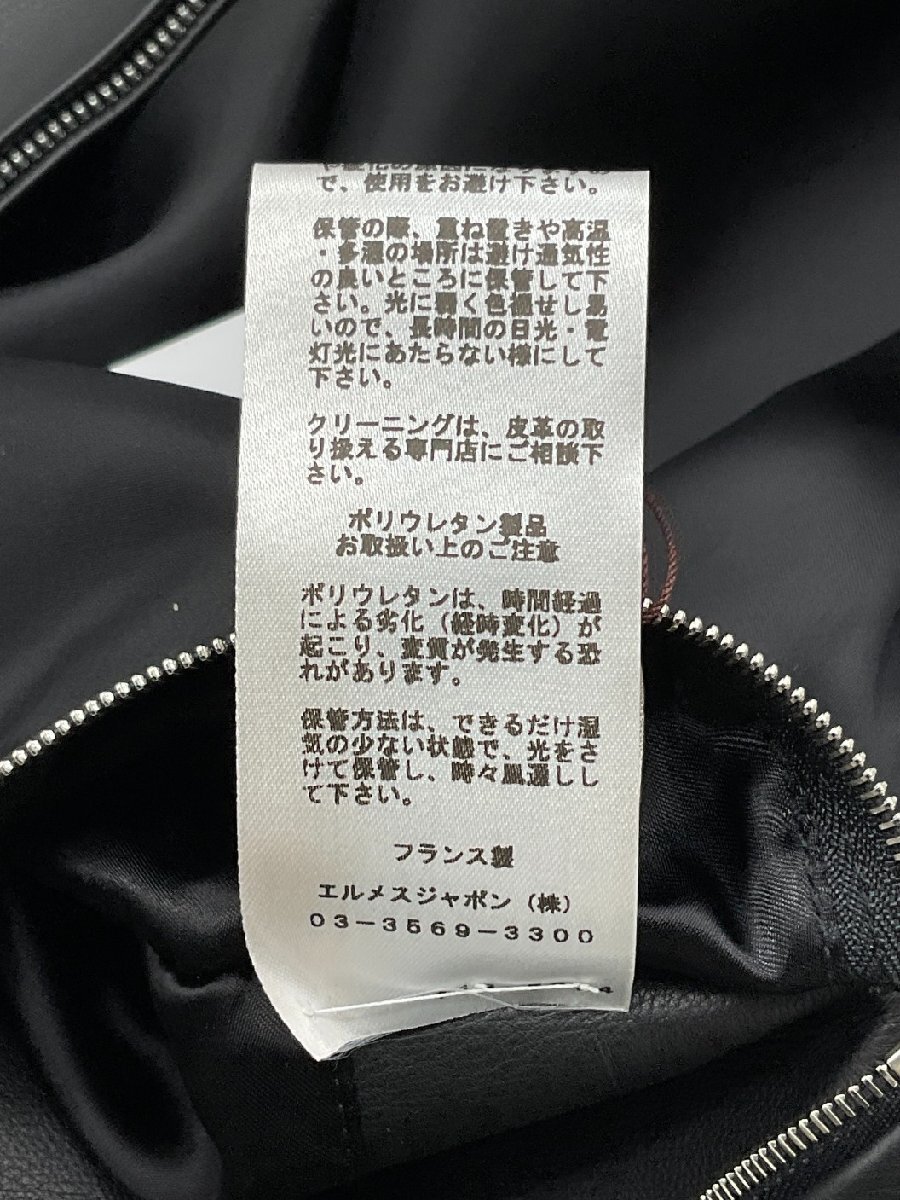 で、使用をお避け下さい。
保管の際、重ね置きや高温
・多湿の場所は避け通気性
の良いところに保管して下
さい。光に弱く色褪せし易
いので、長時間の日光・電
灯光にあたらない様にして
下さい。
クリーニングは、皮革の取
り扱える専門店にご相談下
さい。
ポリウレタン製品
お取扱い上のご注意
ポリウレタンは、時間経過
による劣化（経時変化）が
起こり、変質が発生する恐
れがあります。
保管方法は、できるだけ湿
気の少ない状態で、光をさ
けて保管し、時々風通しし
て下さい。
フランス製
エルメスジャポン（株）
03-3569-3300